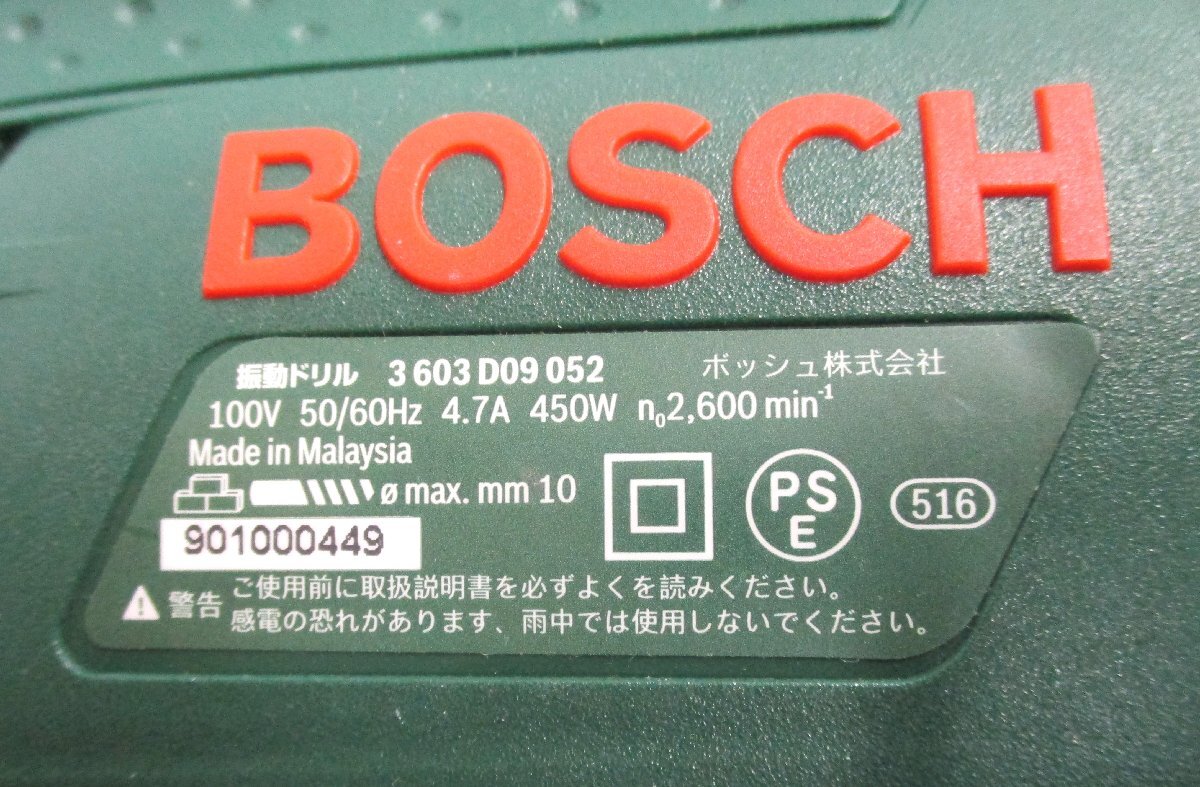 BOSCH
振動ドリル 3 603 D09 052 ボッシュ株式会社
100V 50/60Hz 4.7A 450W n₀2,600 min⁻¹
Made in Malaysia
ø max. mm 10
PSE
516
901000449
警告 ご使用前に取扱説明書を必ずよくを読みください。
感電の恐れがあります、雨中では使用しないでください。